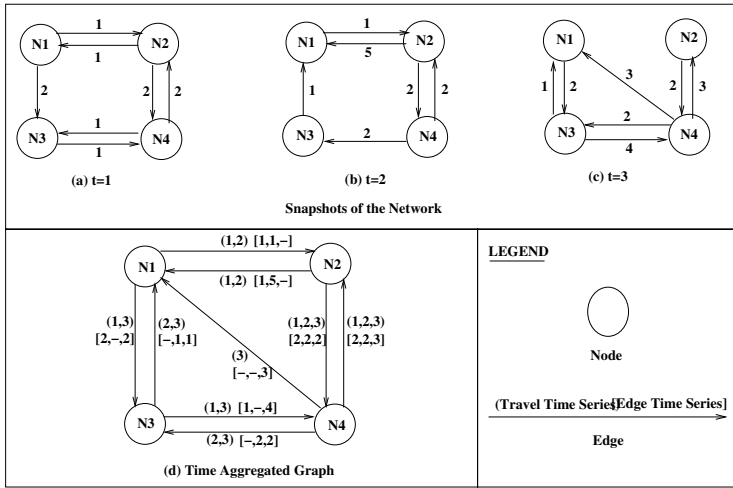 1
N1
N2
1
2
2
2
1
N3
N4
1
(a) t=1
1
N1
N2
5
1
2
2
2
N3
N4
(b) t=2
N1
N2
3
1
2
2
3
2
N3
N4
4
(c) t=3
Snapshots of the Network
(1,2) [1,1,-]
N1
N2
(1,2) [1,5,-]
(1,3)
[2,-,2]
(2,3)
[-,1,1]
(3)
[-,-,3]
(1,2,3)
[2,2,2]
(1,2,3)
[2,2,3]
(1,3) [1,-,4]
N3
N4
(2,3) [-,2,2]
(d) Time Aggregated Graph
LEGEND
Node
(Travel Time Series)[Edge Time Series]
Edge